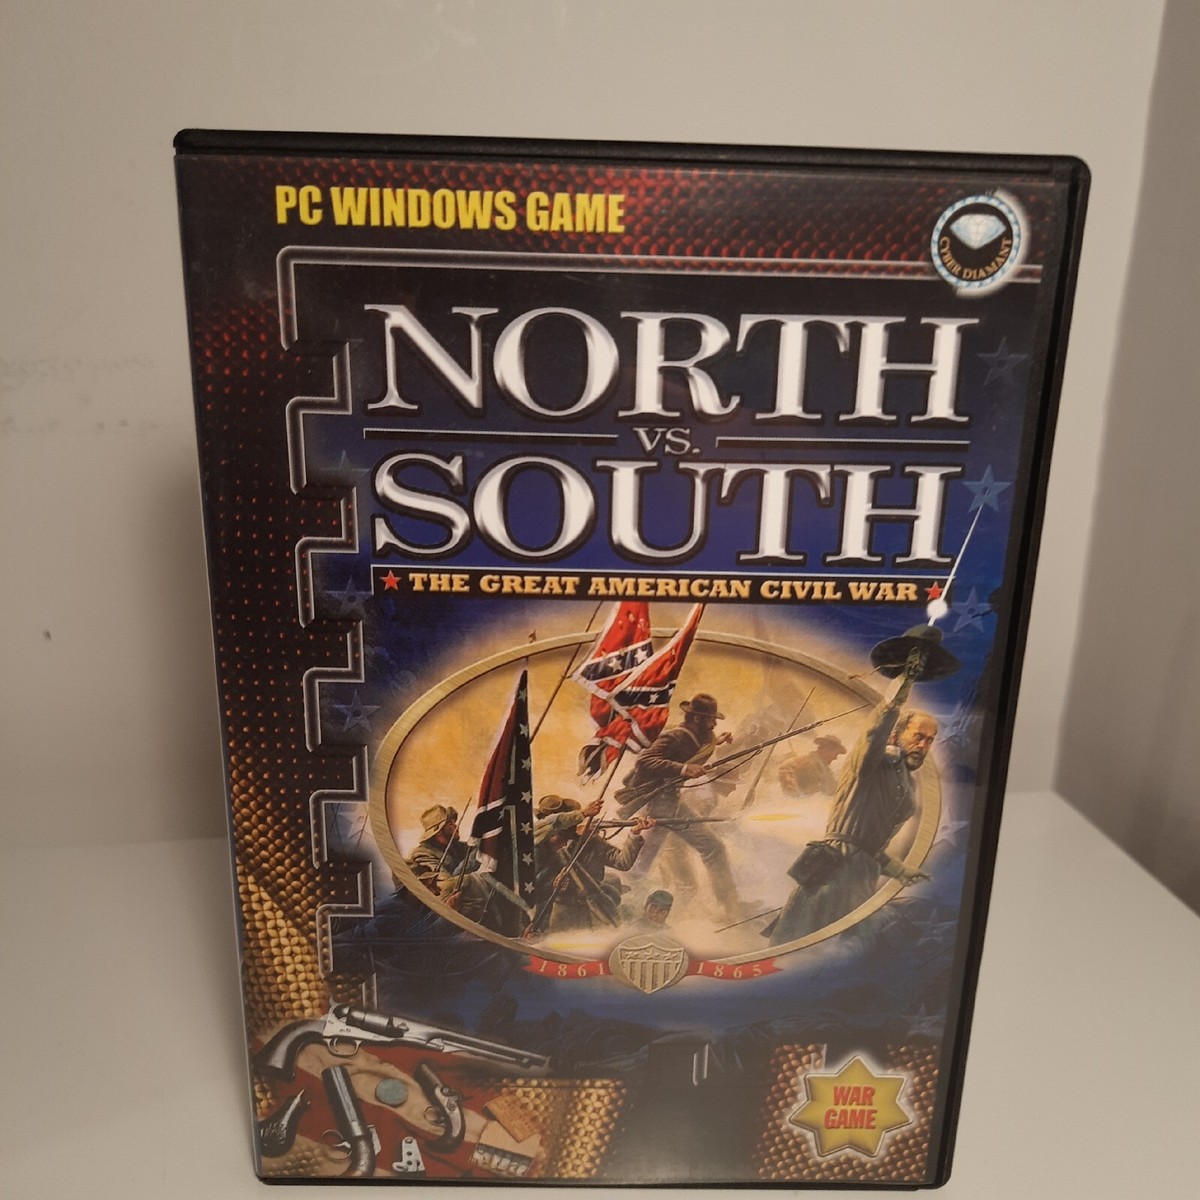 PC WINDOWS GAME
CYBER DIAMANT
NORTH
VS.
SOUTH
THE GREAT AMERICAN CIVIL WAR
1861 1865
WAR
GAME